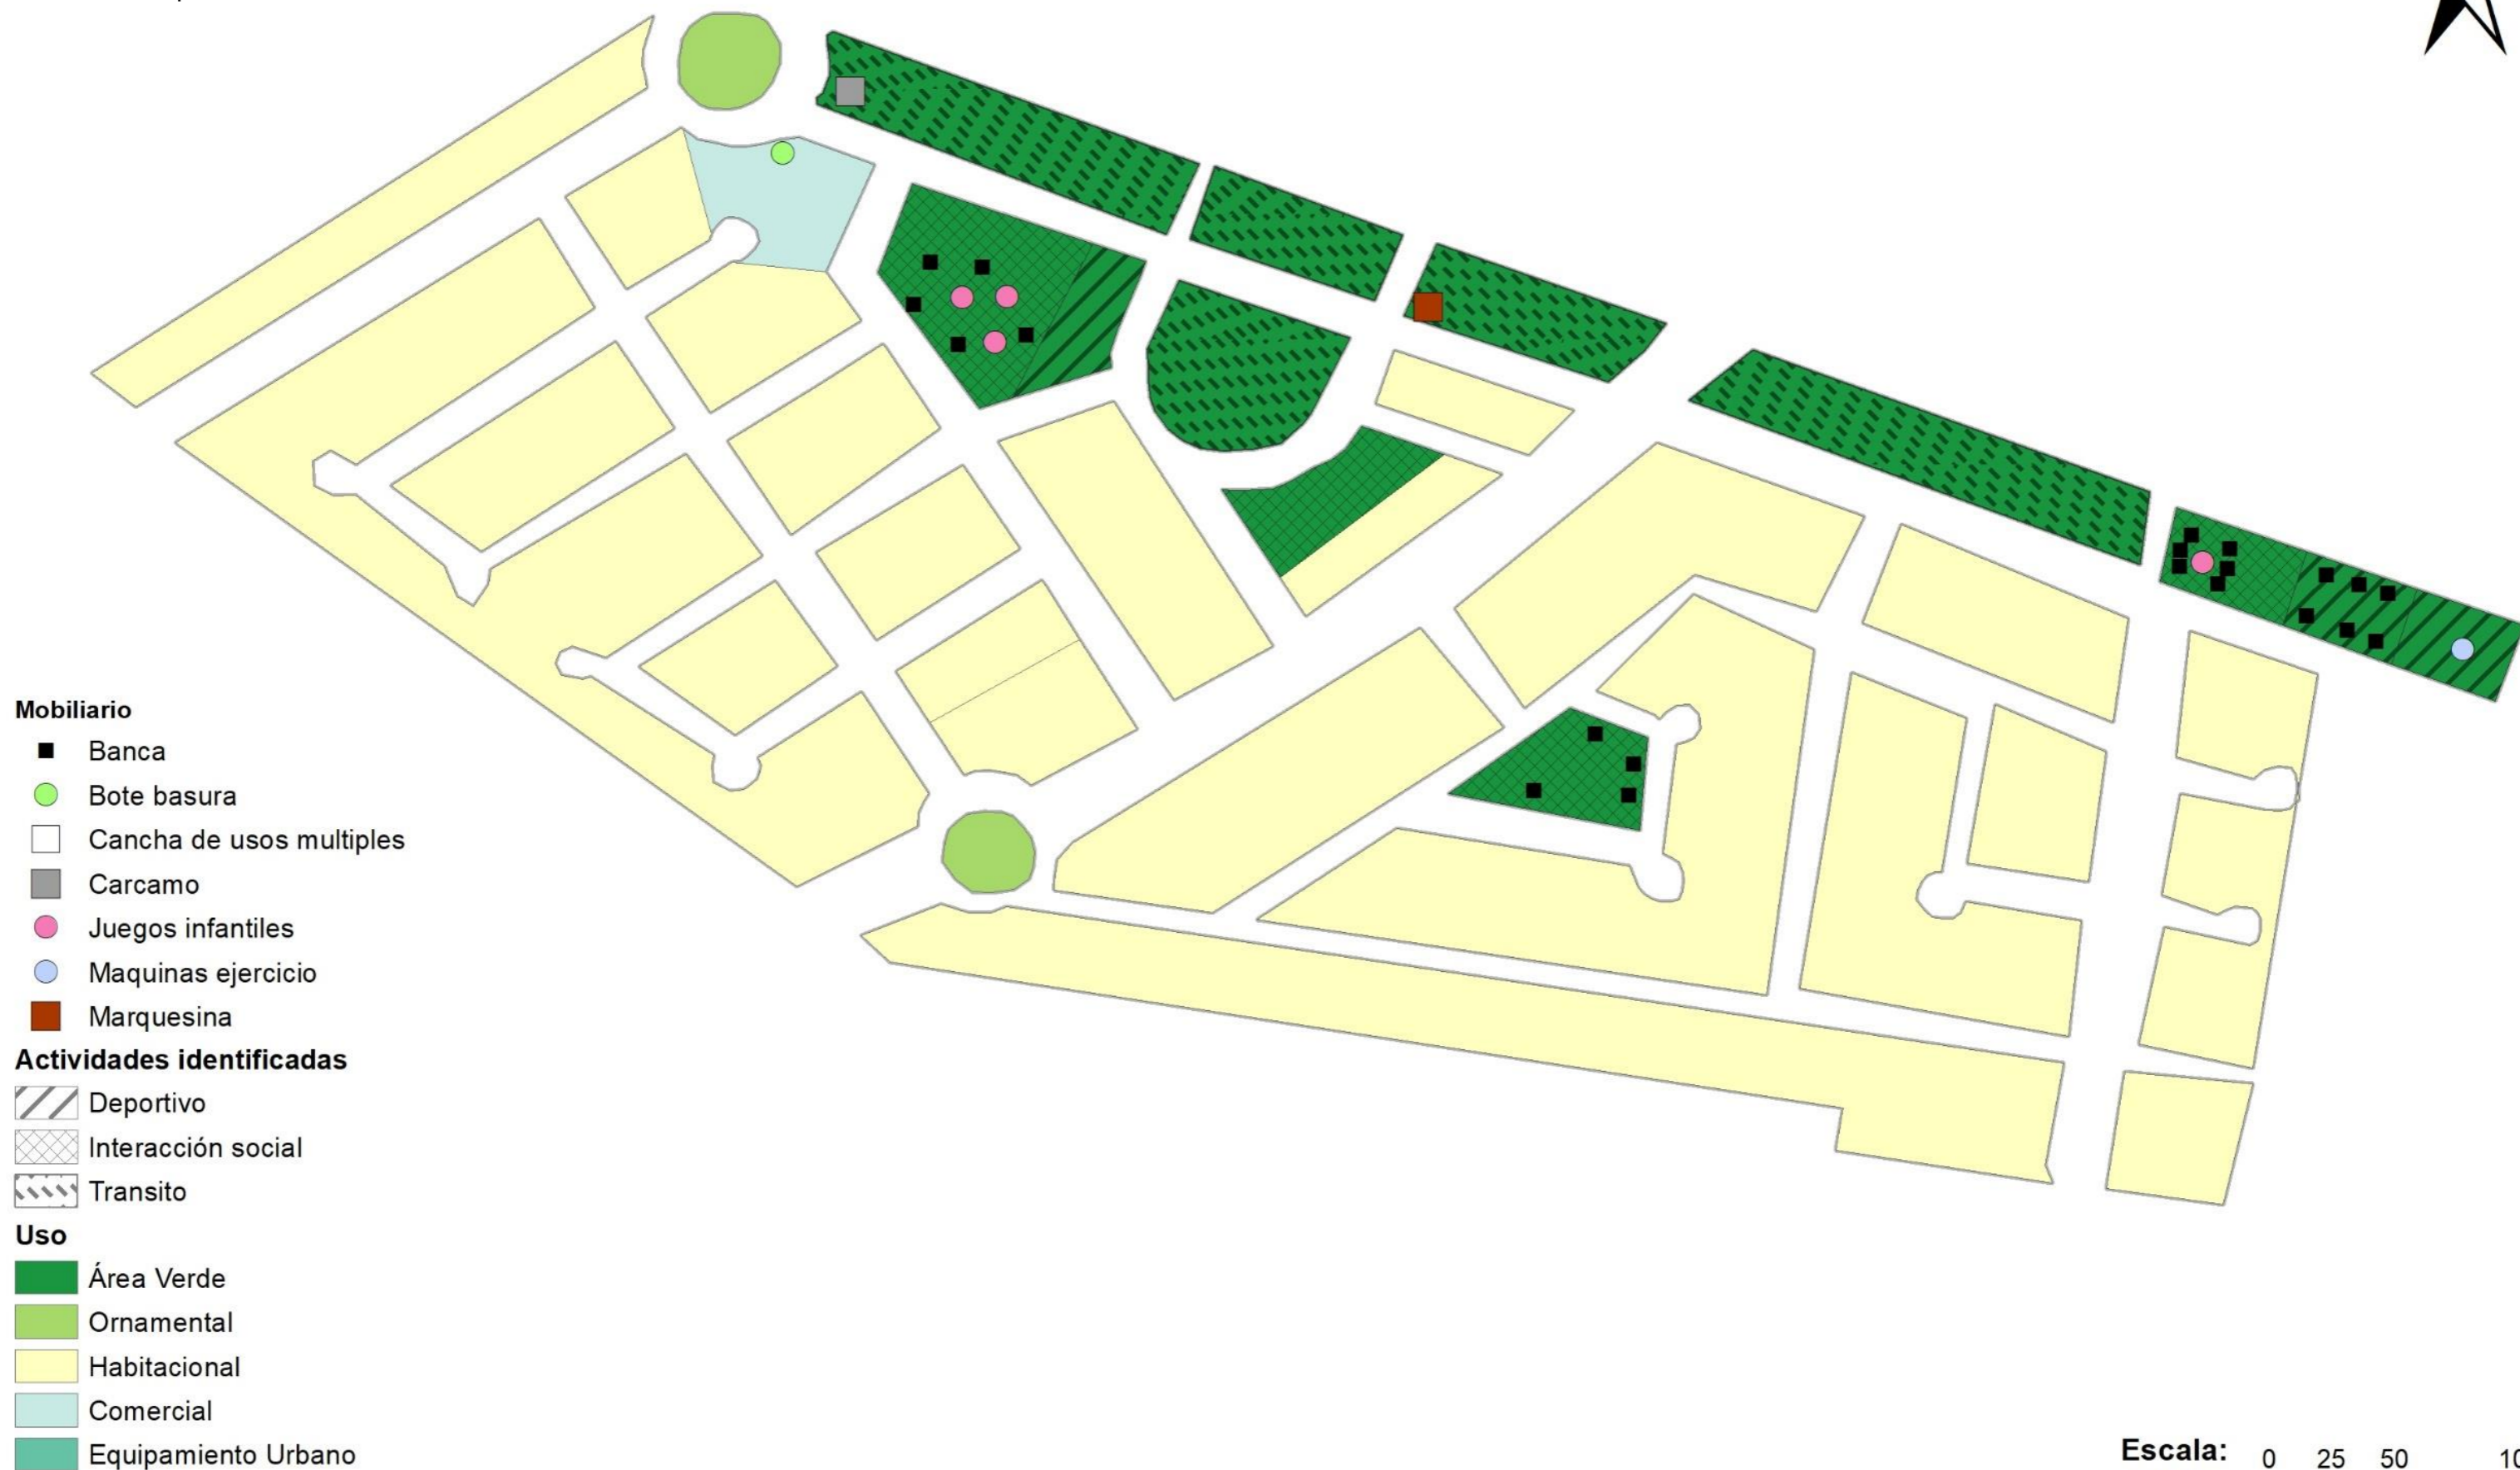 Mobiliario
Banca
Bote basura
Cancha de usos multiples
Carcamo
Juegos infantiles
Maquinas ejercicio
Marquesina
Actividades identificadas
Deportivo
Interacción social
Transito
Uso
Área Verde
Ornamental
Habitacional
Comercial
Equipamiento Urbano
Escala: 0 25 50